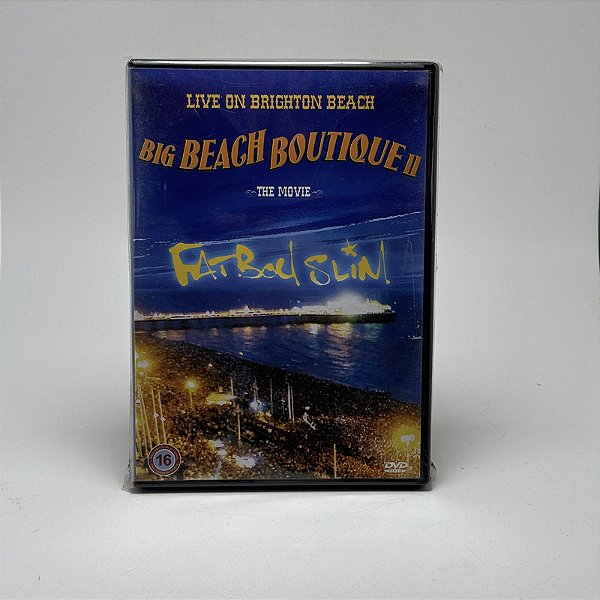 LIVE ON BRIGHTON BEACH
BIG BEACH BOUTIQUE II
THE MOVIE
FATBOY SLIM
16
DVD